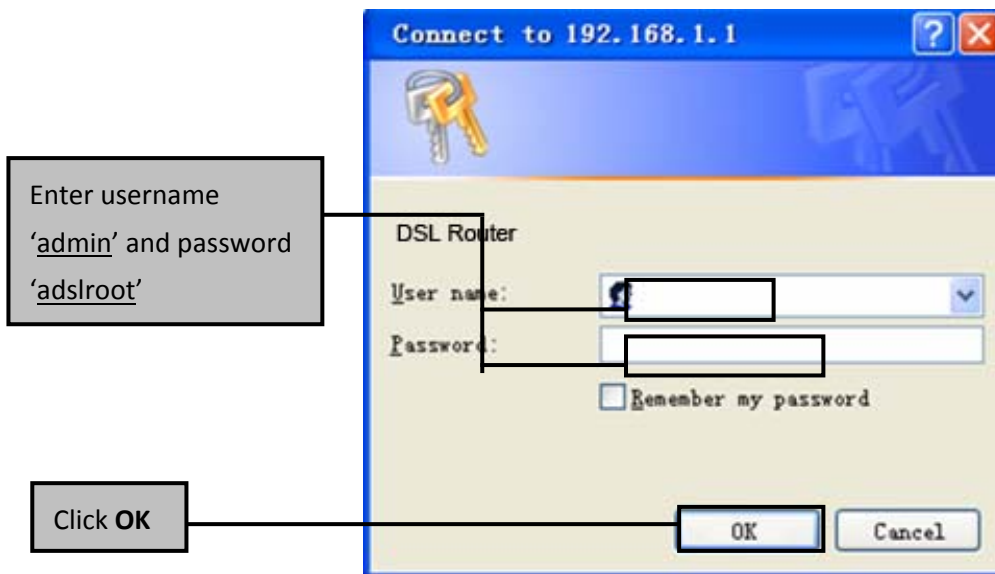 Connect to 192.168.1.1
Enter username
‘admin’ and password
‘adslroot’
DSL Router
User name:
Password:
Remember my password
Click OK
OK
Cancel